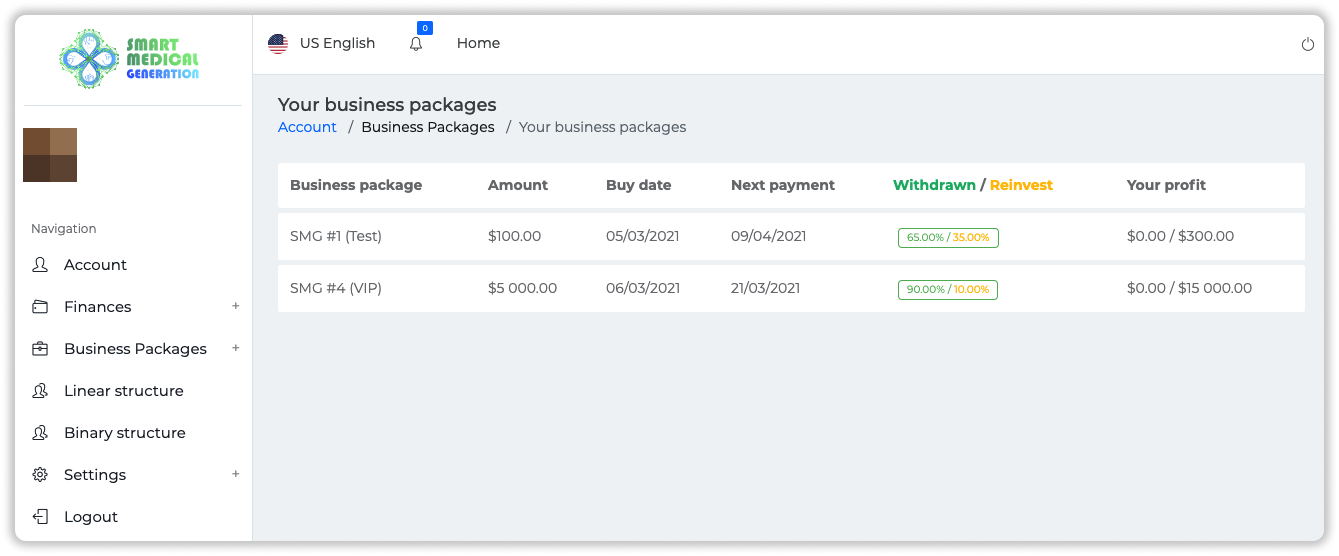 SMART
MEDICAL
GENERATION
0
US English
Home
Your business packages
Account / Business Packages / Your business packages
Navigation
Account
Finances +
Business Packages +
Linear structure
Binary structure
Settings +
Logout
Business package Amount Buy date Next payment Withdrawn / Reinvest Your profit
SMG #1 (Test) $100.00 05/03/2021 09/04/2021 65.00% / 35.00% $0.00 / $300.00
SMG #4 (VIP) $5 000.00 06/03/2021 21/03/2021 90.00% / 10.00% $0.00 / $15 000.00